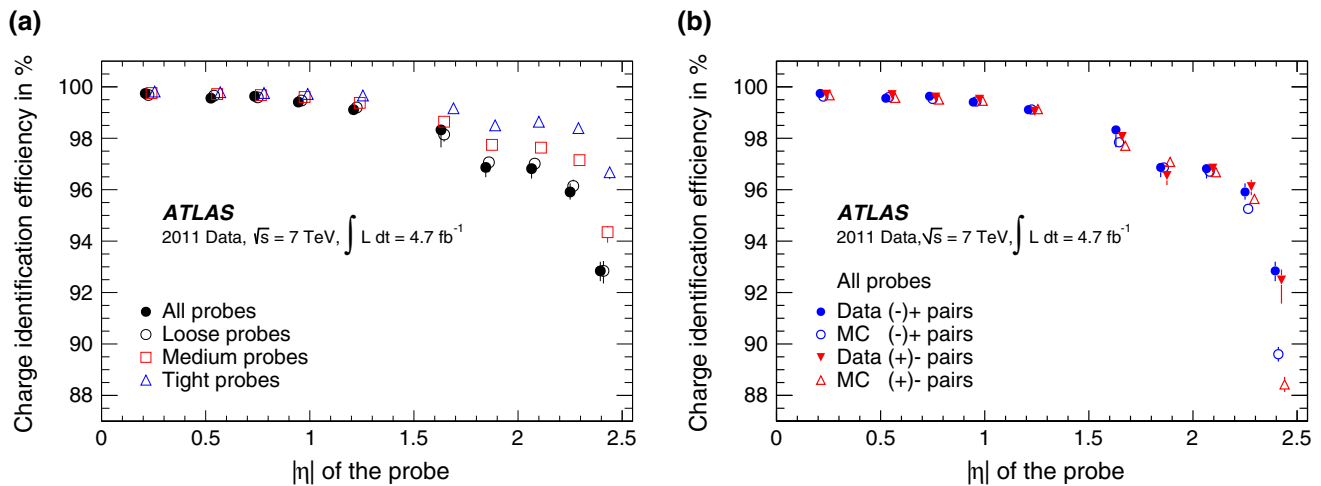 (a)
Charge identification efficiency in %
100
98
96
94
92
90
88
ATLAS
2011 Data, √s = 7 TeV, ∫ L dt = 4.7 fb⁻¹
All probes
Loose probes
Medium probes
Tight probes
0 0.5 1 1.5 2 2.5
|η| of the probe
(b)
Charge identification efficiency in %
100
98
96
94
92
90
88
ATLAS
2011 Data,√s = 7 TeV,∫ L dt = 4.7 fb⁻¹
All probes
Data (-)+ pairs
MC (-)+ pairs
Data (+)- pairs
MC (+)- pairs
0 0.5 1 1.5 2 2.5
|η| of the probe